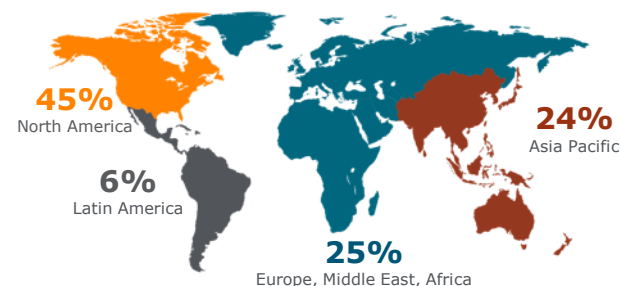 45%
North America
24%
Asia Pacific
6%
Latin America
25%
Europe, Middle East, Africa